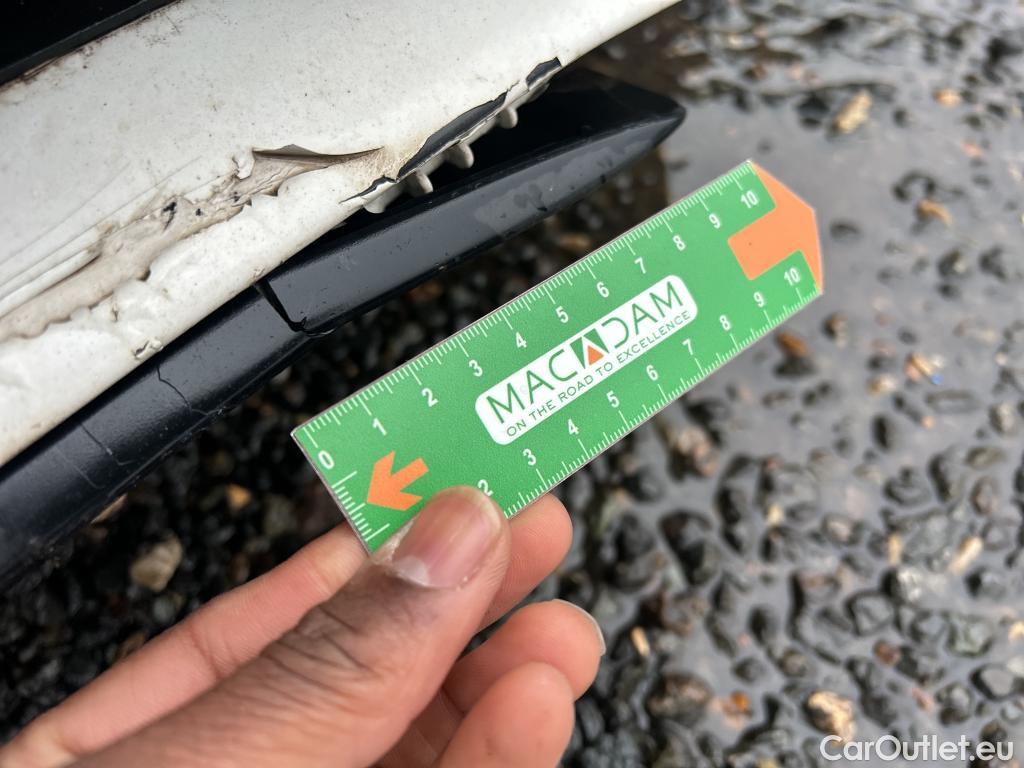 0 1 2 3 4 5 6 7 8 9 10
MACADAM
ON THE ROAD TO EXCELLENCE
2 3 4 5 6 7 8 9 10
CarOutlet.eu